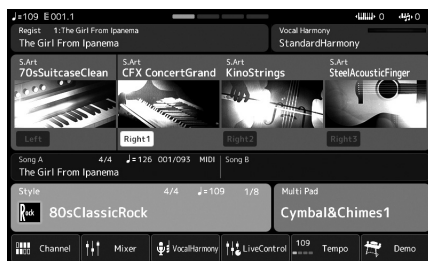 ♩=109 E001.1 0 0
Regist 1:The Girl From Ipanema
The Girl From Ipanema
Vocal Harmony
StandardHarmony
S.Art
70sSuitcaseClean
Left
S.Art
CFX ConcertGrand
Right1
S.Art
KinoStrings
Right2
S.Art
SteelAcousticFinger
Right3
Song A 4/4 ♩=126 001/093 MIDI
The Girl From Ipanema
Song B
Style 4/4 ♩=109 1/8
Rock 80sClassicRock
Multi Pad
Cymbal&Chimes1
Channel Mixer VocalHarmony LiveControl 109 Tempo Demo